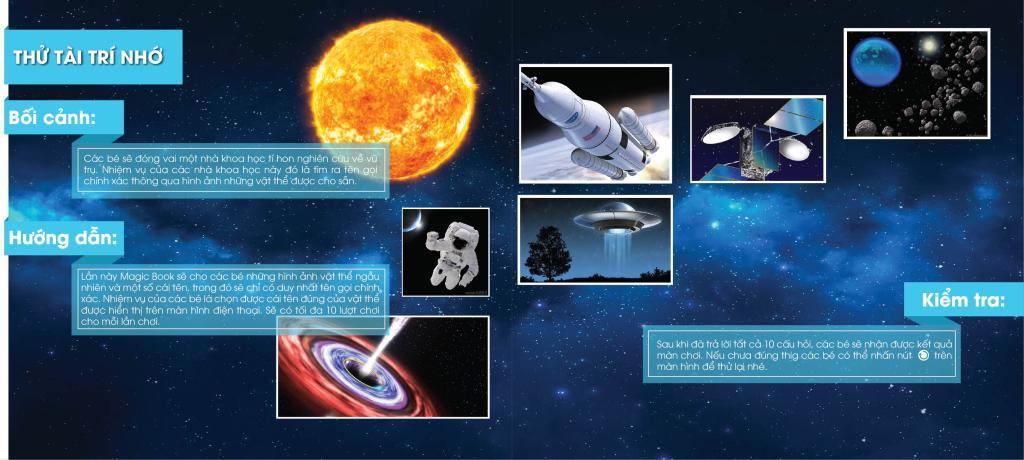 THỬ TÀI TRÍ NHỚ
Bối cảnh:
Các bé sẽ đóng vai một nhà khoa học tí hon nghiên cứu về vũ
trụ. Nhiệm vụ của các nhà khoa học này đó là tìm ra tên gọi
chính xác thông qua hình ảnh những vật thể được cho sẵn.
Hướng dẫn:
Lần này Magic Book sẽ cho các bé những hình ảnh vật thể ngẫu
nhiên và một số cái tên, trong đó sẽ chỉ có duy nhất tên gọi chính
xác. Nhiệm vụ của các bé là chọn được cái tên đúng của vật thể
được hiển thị trên màn hình điện thoại. Sẽ có tối đa 10 lượt chơi
cho mỗi lần chơi.
Kiểm tra:
Sau khi đã trả lời tất cả 10 cấu hỏi, các bé sẽ nhận được kết quả
màn chơi. Nếu chưa đúng thig các bé có thể nhấn nút trên
màn hình để thử lại nhé.